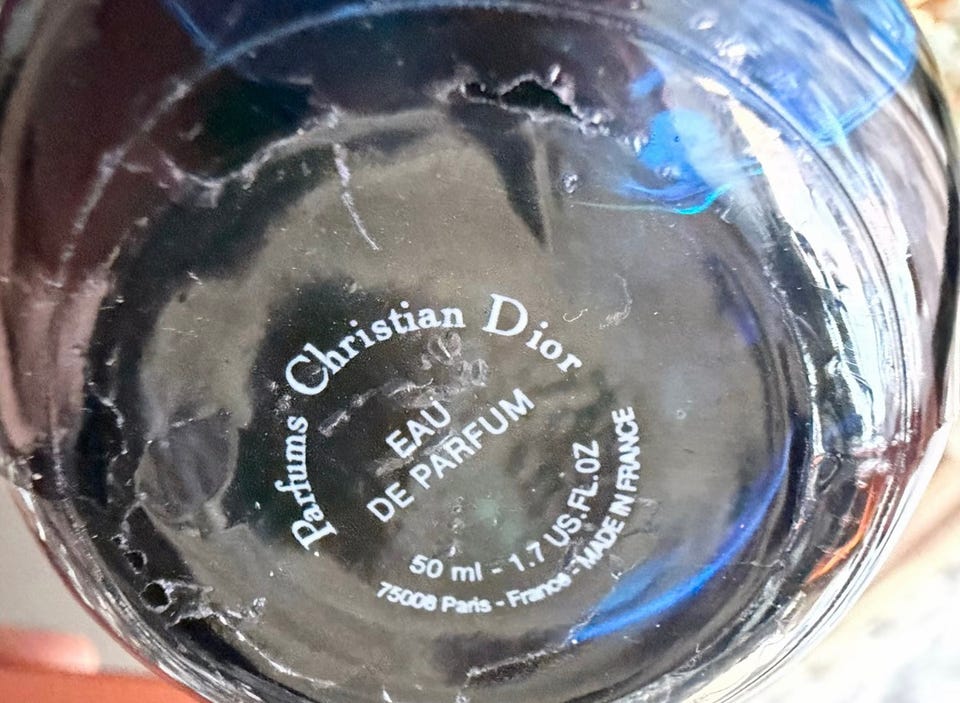 Parfums Christian Dior
EAU
DE PARFUM
50 ml - 1.7 US.FL.OZ
75008 Paris - France - MADE IN FRANCE